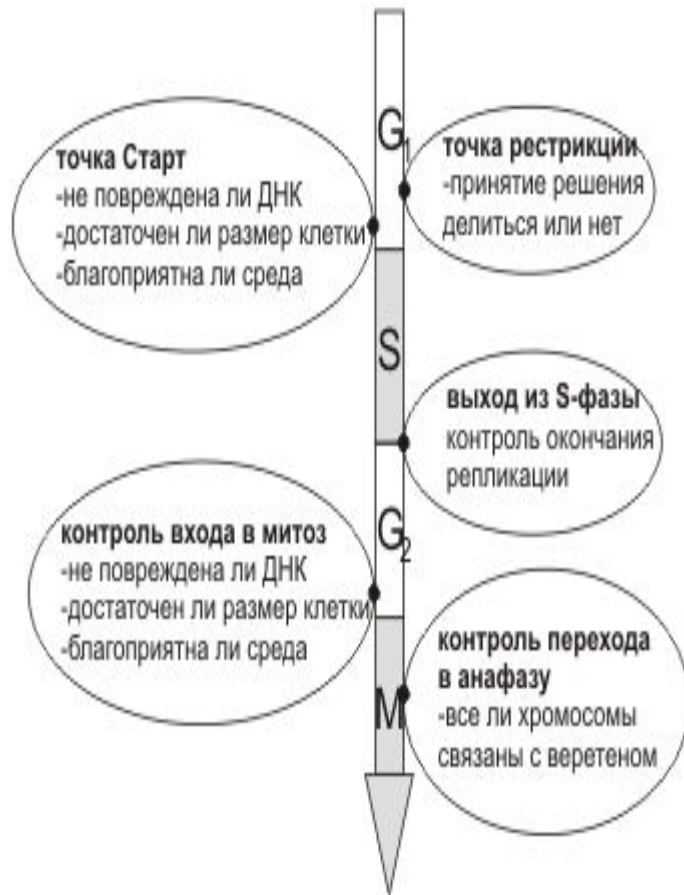 G1
точка Старт
-не повреждена ли ДНК
-достаточен ли размер клетки
-благоприятна ли среда
точка рестрикции
-принятие решения
делиться или нет
S
выход из S-фазы
контроль окончания
репликации
G2
контроль входа в митоз
-не повреждена ли ДНК
-достаточен ли размер клетки
-благоприятна ли среда
M
контроль перехода
в анафазу
-все ли хромосомы
связаны с веретеном